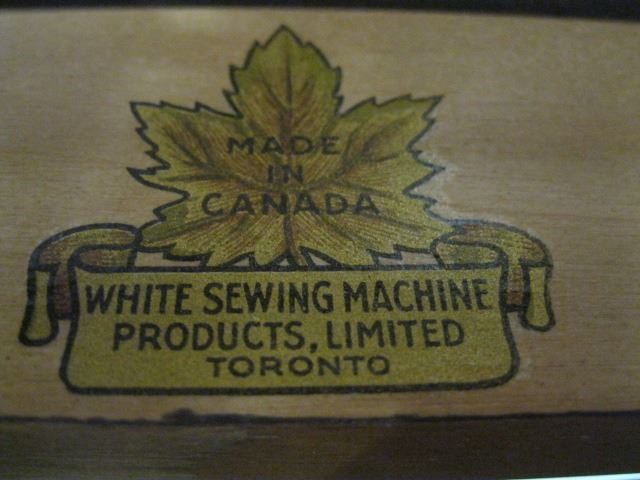 MADE
IN
CANADA
WHITE SEWING MACHINE
PRODUCTS, LIMITED
TORONTO